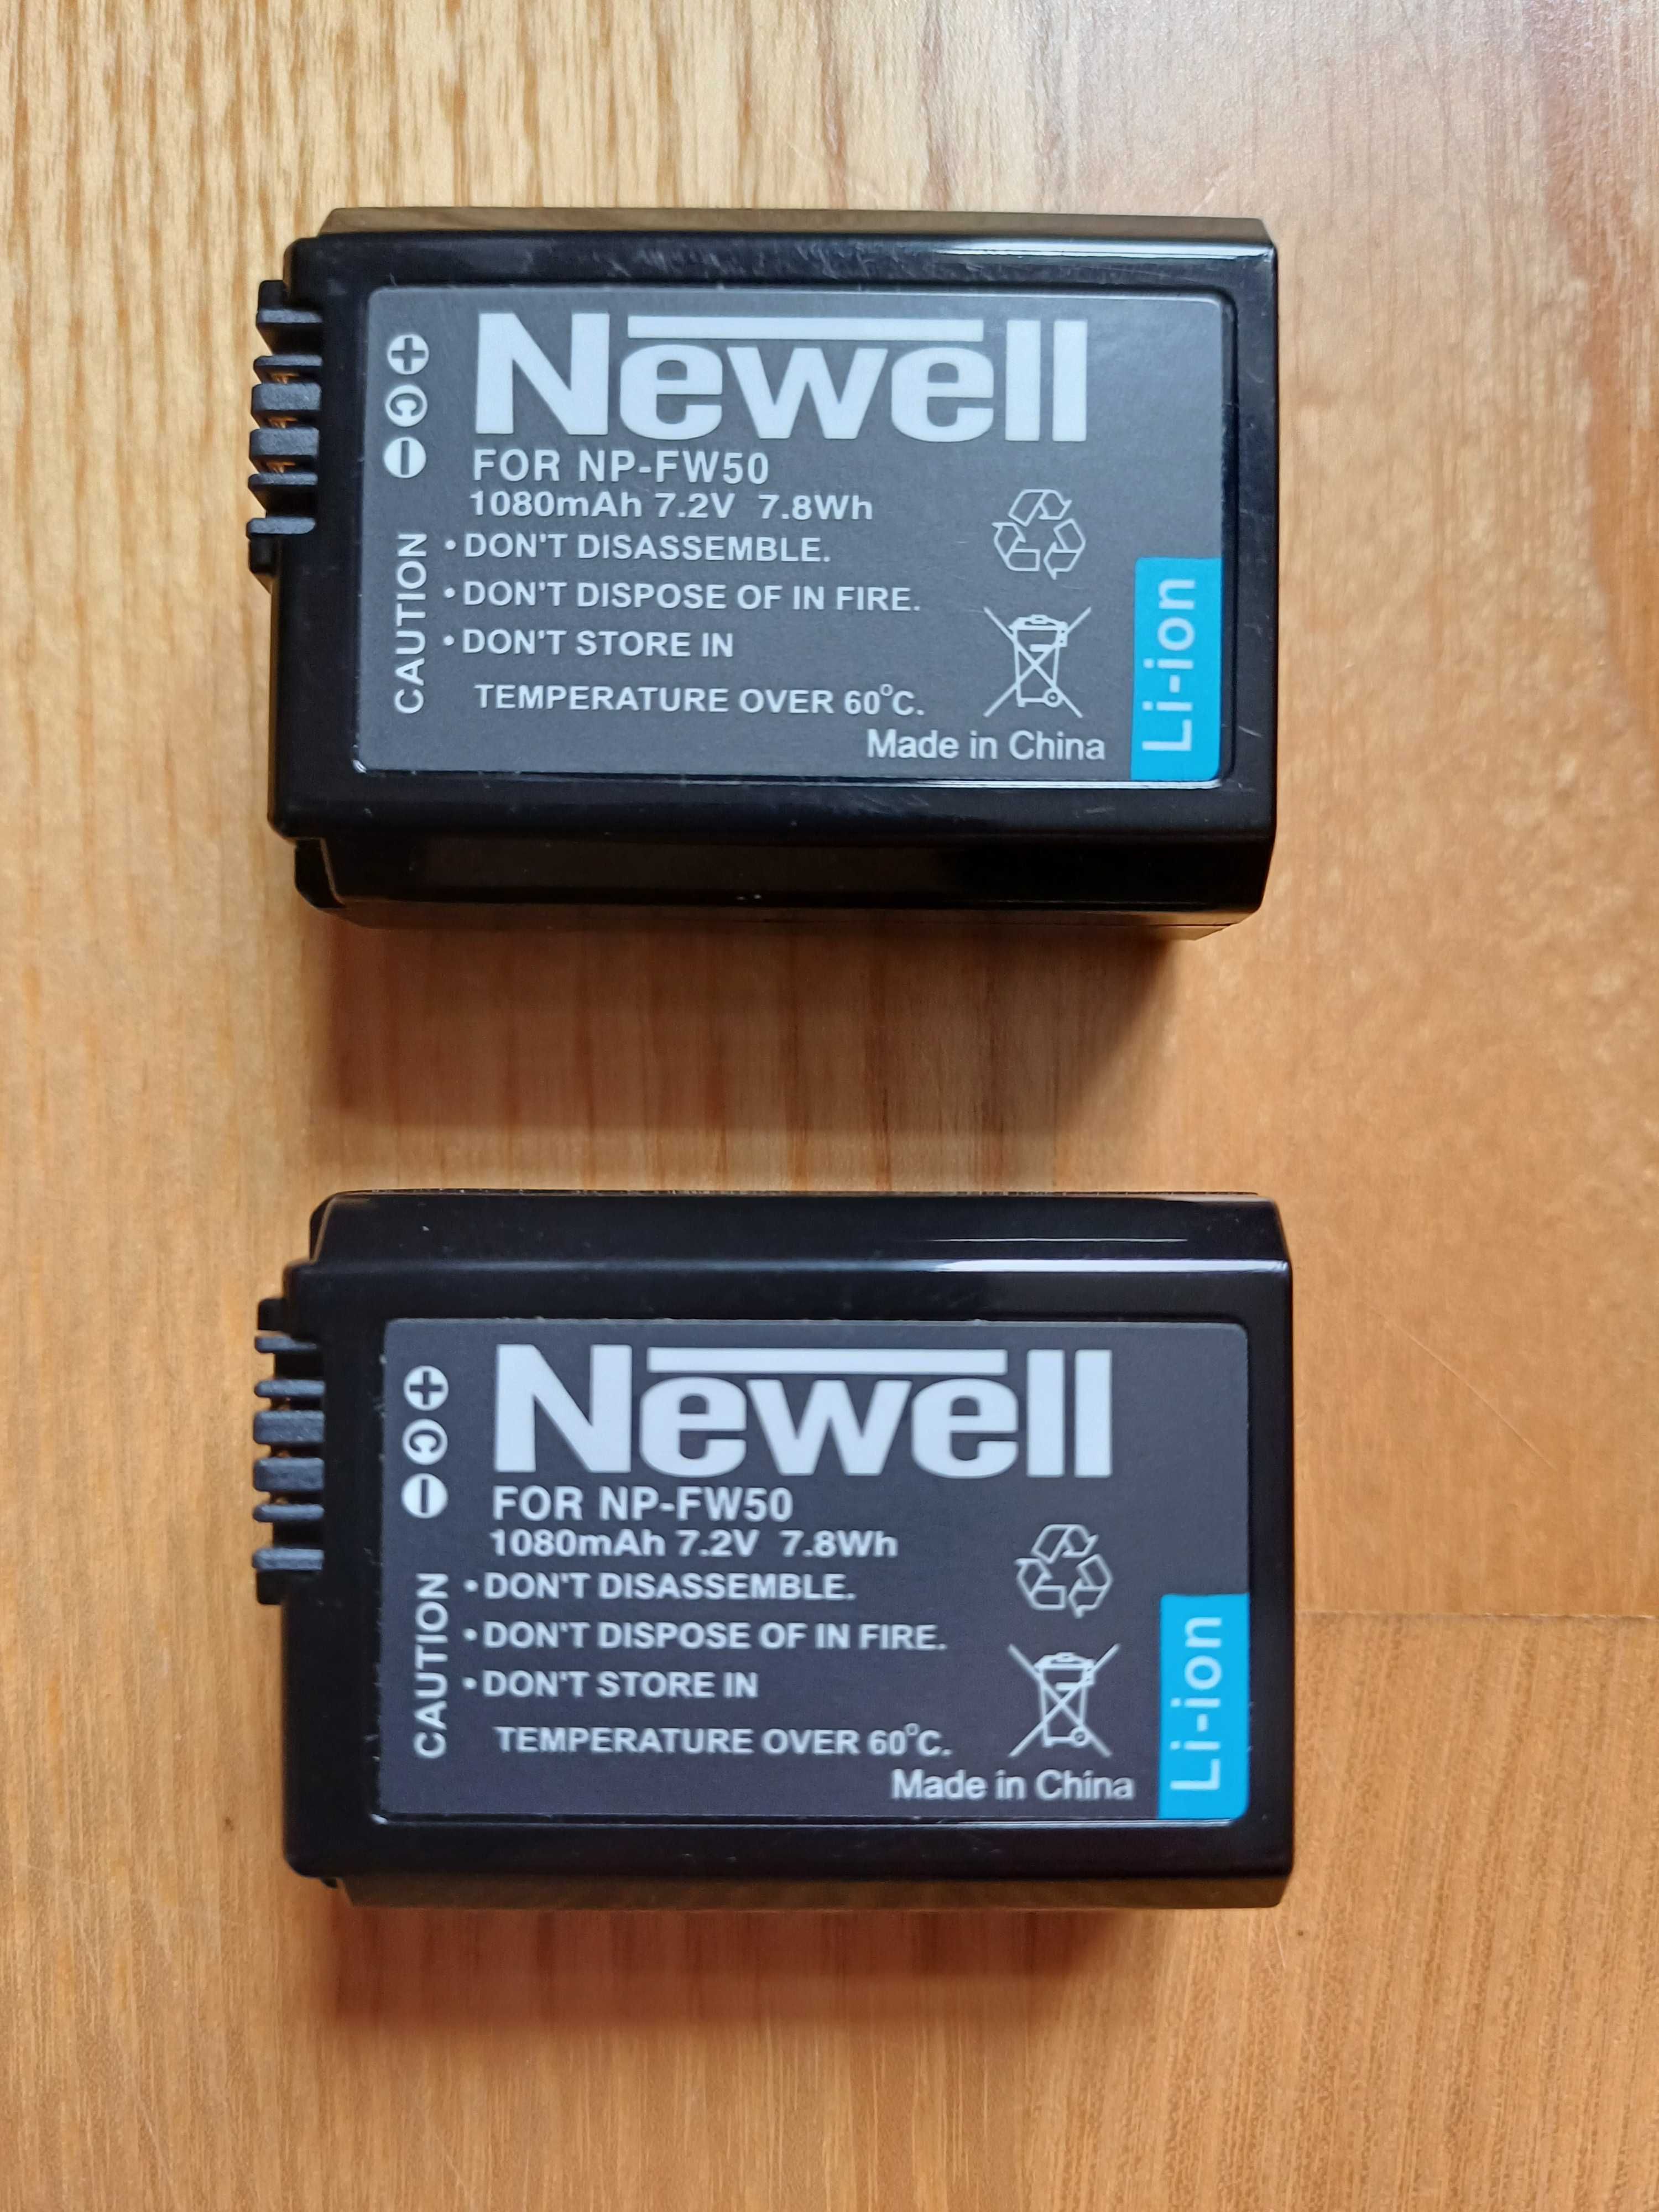 Newell
+
C
-
FOR NP-FW50
1080mAh 7.2V 7.8Wh
CAUTION
•DON'T DISASSEMBLE.
•DON'T DISPOSE OF IN FIRE.
•DON'T STORE IN
TEMPERATURE OVER 60°C.
Made in China
Li-ion
Newell
+
C
-
FOR NP-FW50
1080mAh 7.2V 7.8Wh
CAUTION
•DON'T DISASSEMBLE.
•DON'T DISPOSE OF IN FIRE.
•DON'T STORE IN
TEMPERATURE OVER 60°C.
Made in China
Li-ion